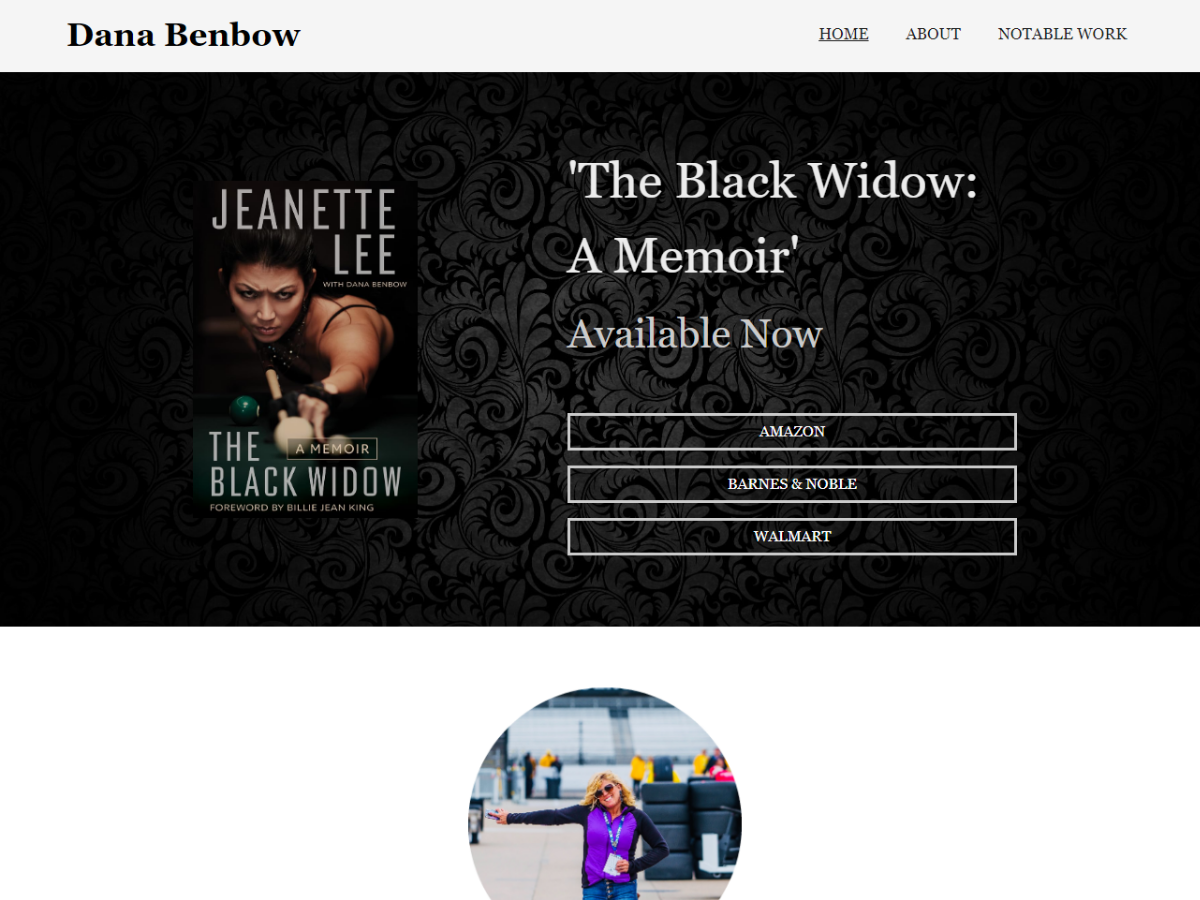 Dana Benbow
HOME
ABOUT
NOTABLE WORK
JEANETTE
LEE
WITH DANA BENBOW
THE
A MEMOIR
BLACK WIDOW
FOREWORD BY BILLIE JEAN KING
'The Black Widow:
A Memoir'
Available Now
AMAZON
BARNES & NOBLE
WALMART